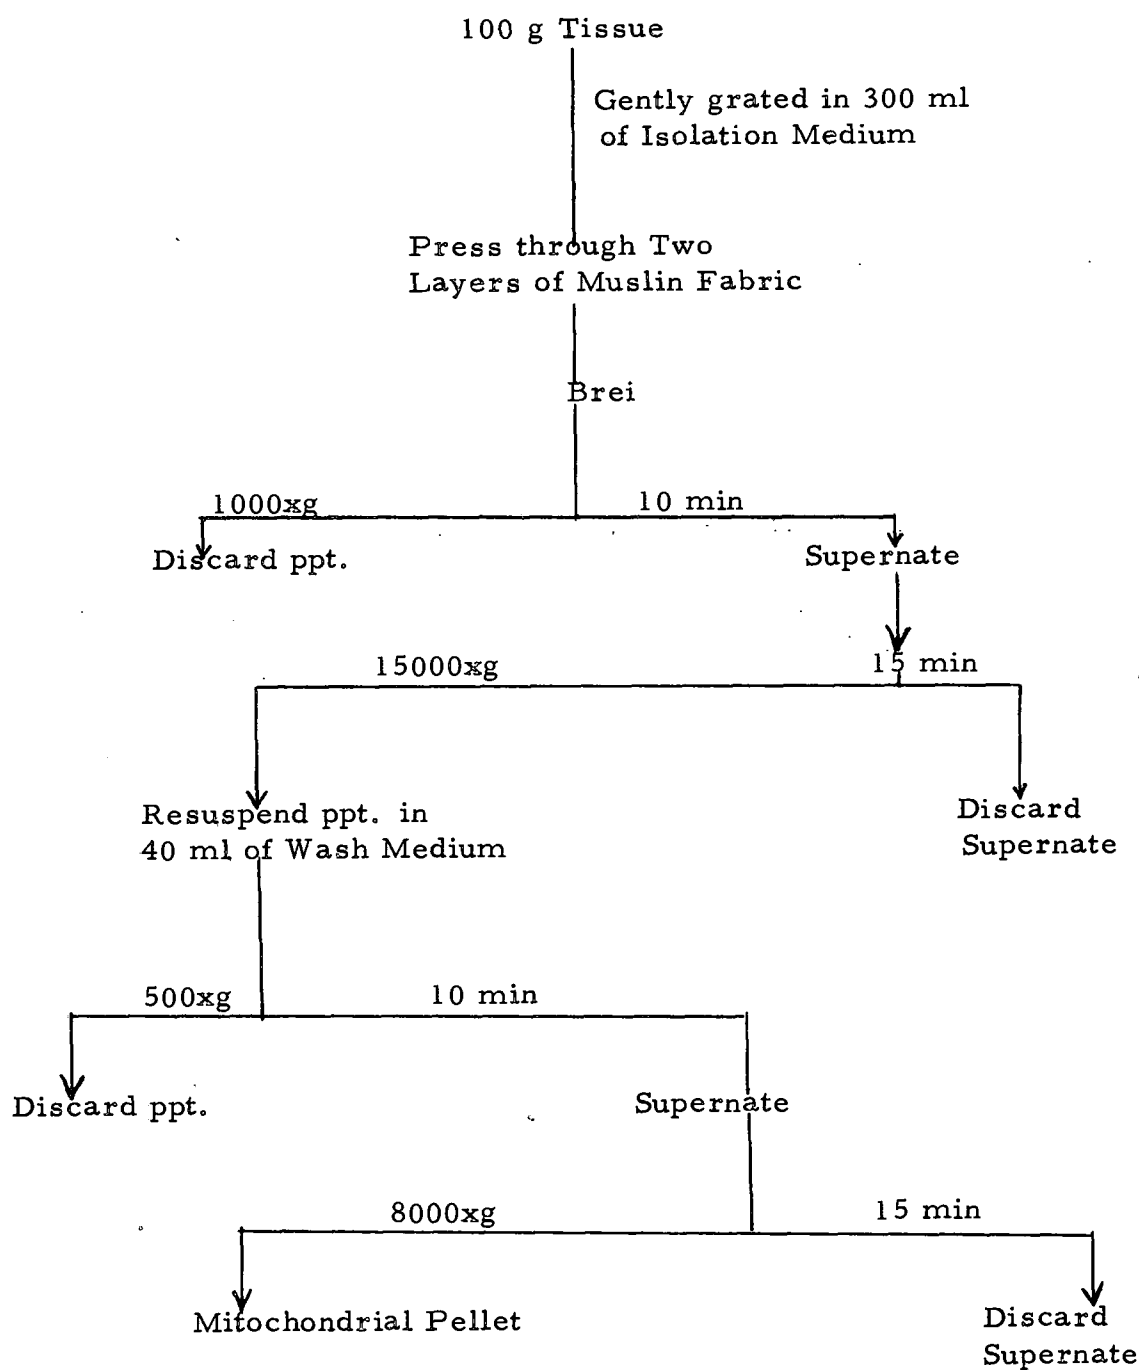 100 g Tissue
Gently grated in 300 ml
of Isolation Medium
Press through Two
Layers of Muslin Fabric
Brei
1000xg
10 min
Discard ppt.
Supernate
15000xg
15 min
Resuspend ppt. in
40 ml of Wash Medium
Discard
Supernate
500xg
10 min
Discard ppt.
Supernate
8000xg
15 min
Mitochondrial Pellet
Discard
Supernate